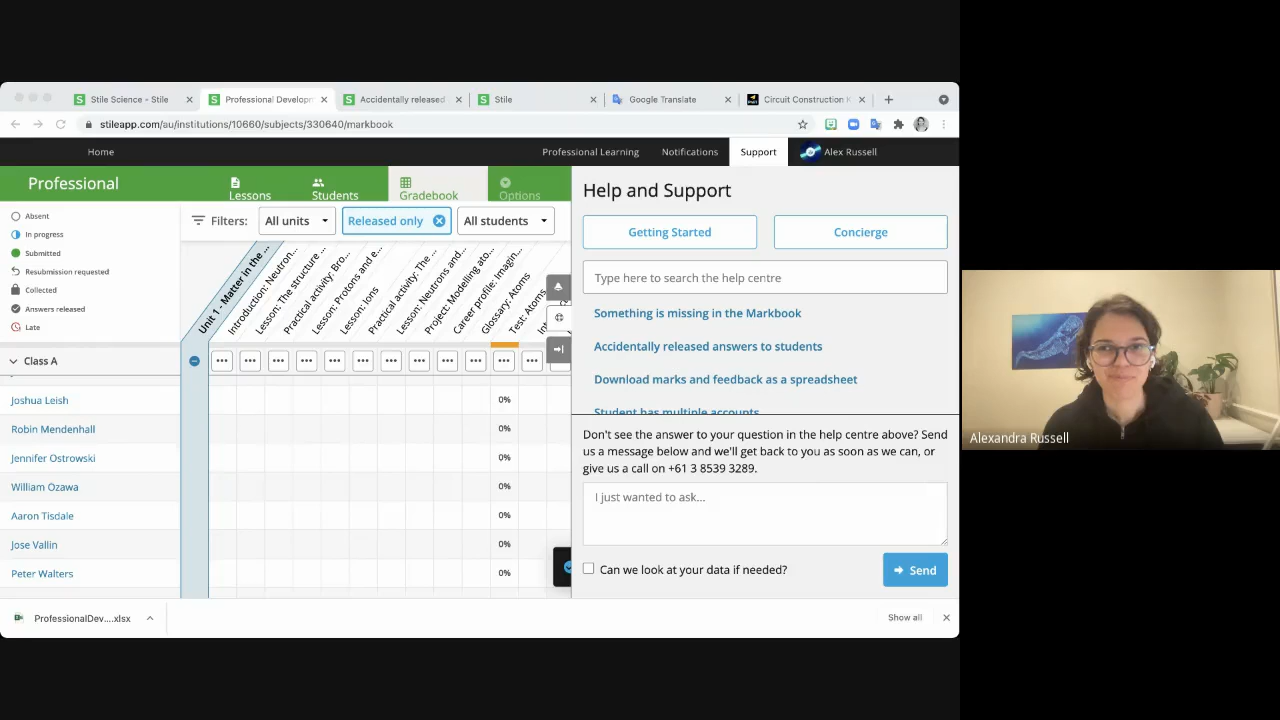 Stile Science - Stile
Professional Developm
Accidentally released
Stile
Google Translate
Circuit Construction K
stileapp.com/au/institutions/10660/subjects/330640/markbook
Home
Professional Learning
Notifications
Support
Alex Russell
Professional
Lessons
Students
Gradebook
Options
Absent
In progress
Submitted
Resubmission requested
Collected
Answers released
Late
Filters:
All units
Released only
All students
Unit 1 - Matter in the ...
Introduction: Neutron...
Lesson: The structure ...
Practical activity: Bro...
Lesson: Protons and e...
Lesson: Ions
Practical activity: The ...
Lesson: Neutrons and...
Project: Modelling ato...
Career profile: Imagin...
Glossary: Atoms
Test: Atoms
Class A
Joshua Leish
0%
Robin Mendenhall
0%
Jennifer Ostrowski
0%
William Ozawa
0%
Aaron Tisdale
0%
Jose Vallin
0%
Peter Walters
0%
Help and Support
Getting Started
Concierge
Type here to search the help centre
Something is missing in the Markbook
Accidentally released answers to students
Download marks and feedback as a spreadsheet
Student has multiple accounts
Don't see the answer to your question in the help centre above? Send
us a message below and we'll get back to you as soon as we can, or
give us a call on +61 3 8539 3289.
I just wanted to ask...
Can we look at your data if needed?
Send
ProfessionalDev....xlsx
Show all
Alexandra Russell